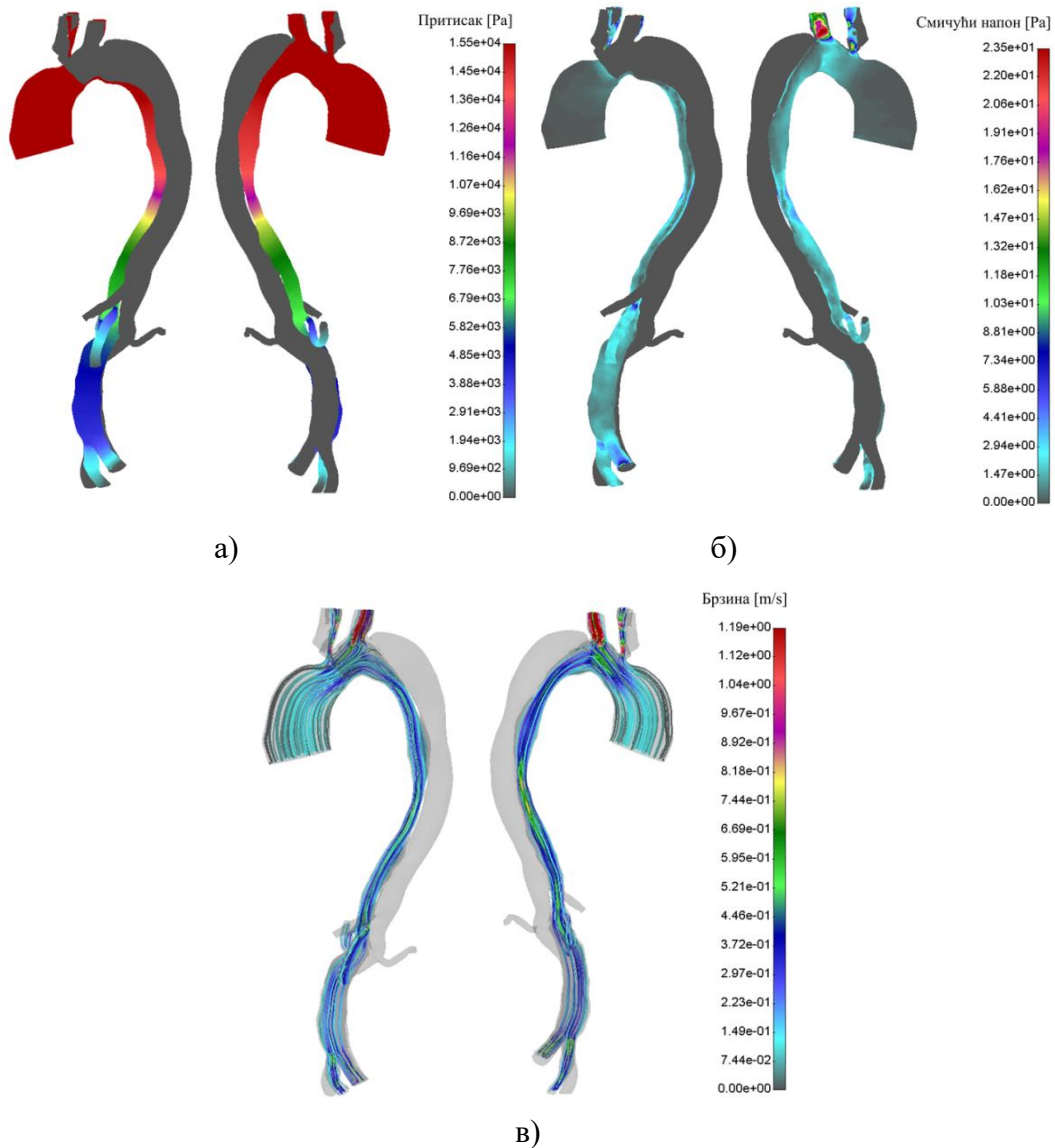 Притисак [Pa]
1.55e+04
1.45e+04
1.36e+04
1.26e+04
1.16e+04
1.07e+04
9.69e+03
8.72e+03
7.76e+03
6.79e+03
5.82e+03
4.85e+03
3.88e+03
2.91e+03
1.94e+03
9.69e+02
0.00e+00
Смичући напон [Pa]
2.35e+01
2.20e+01
2.06e+01
1.91e+01
1.76e+01
1.62e+01
1.47e+01
1.32e+01
1.18e+01
1.03e+01
8.81e+00
7.34e+00
5.88e+00
4.41e+00
2.94e+00
1.47e+00
0.00e+00
а)
б)
Брзина [m/s]
1.19e+00
1.12e+00
1.04e+00
9.67e-01
8.92e-01
8.18e-01
7.44e-01
6.69e-01
5.95e-01
5.21e-01
4.46e-01
3.72e-01
2.97e-01
2.23e-01
1.49e-01
7.44e-02
0.00e+00
в)